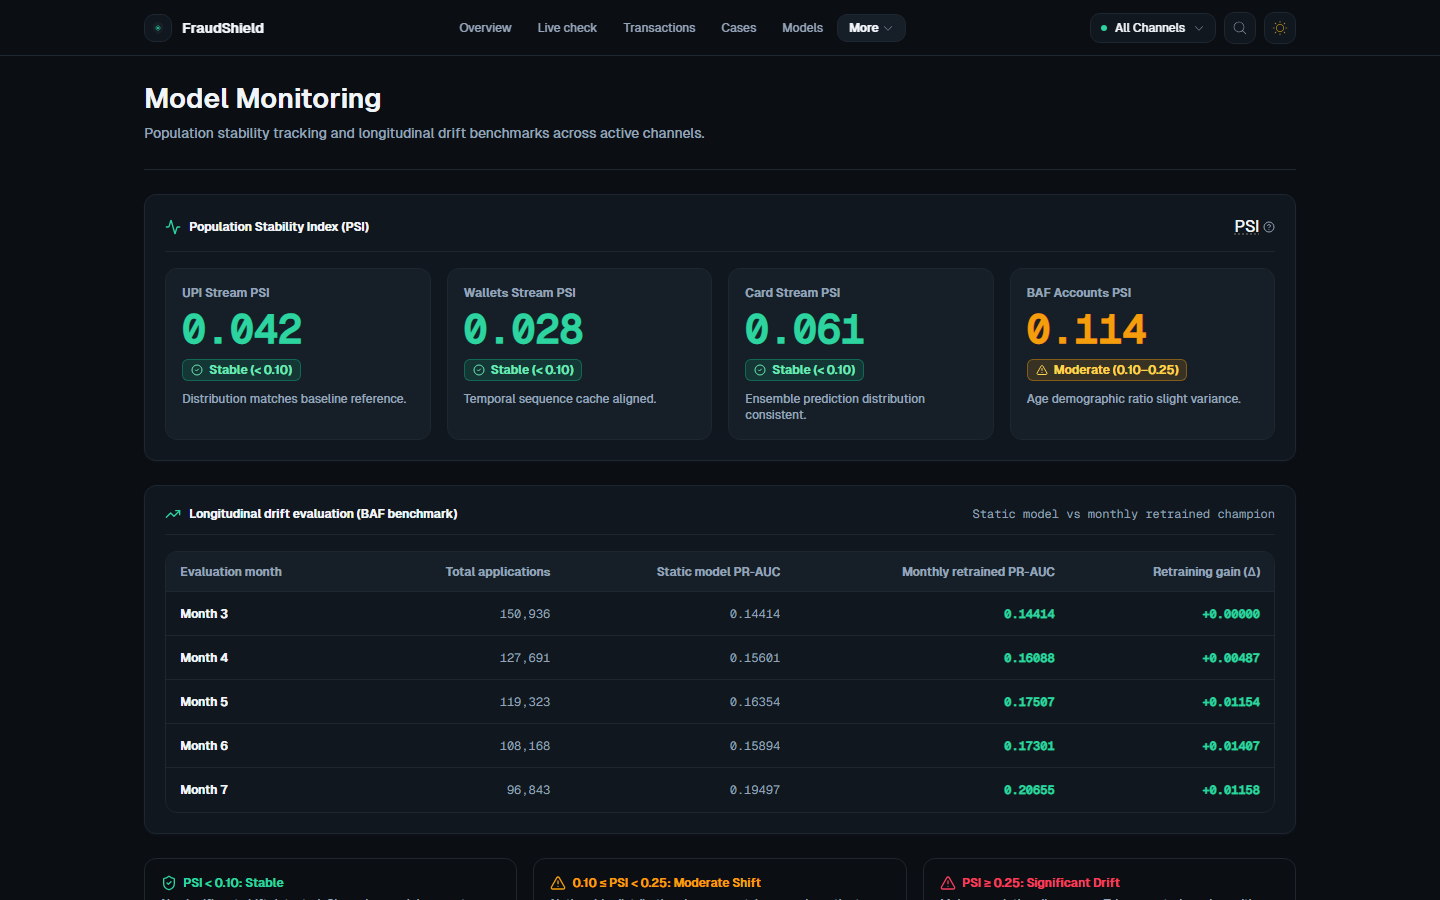 FraudShield
Overview
Live check
Transactions
Cases
Models
More
All Channels
Model Monitoring
Population stability tracking and longitudinal drift benchmarks across active channels.
Population Stability Index (PSI)
PSI
UPI Stream PSI
0.042
Stable (< 0.10)
Distribution matches baseline reference.
Wallets Stream PSI
0.028
Stable (< 0.10)
Temporal sequence cache aligned.
Card Stream PSI
0.061
Stable (< 0.10)
Ensemble prediction distribution
consistent.
BAF Accounts PSI
0.114
Moderate (0.10–0.25)
Age demographic ratio slight variance.
Longitudinal drift evaluation (BAF benchmark)
Static model vs monthly retrained champion
Evaluation month Total applications Static model PR-AUC Monthly retrained PR-AUC Retraining gain (Δ)
Month 3 150,936 0.14414 0.14414 +0.00000
Month 4 127,691 0.15601 0.16088 +0.00487
Month 5 119,323 0.16354 0.17507 +0.01154
Month 6 108,168 0.15894 0.17301 +0.01407
Month 7 96,843 0.19497 0.20655 +0.01158
PSI < 0.10: Stable
0.10 ≤ PSI < 0.25: Moderate Shift
PSI ≥ 0.25: Significant Drift